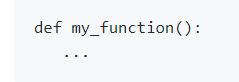 def my_function():
   ...